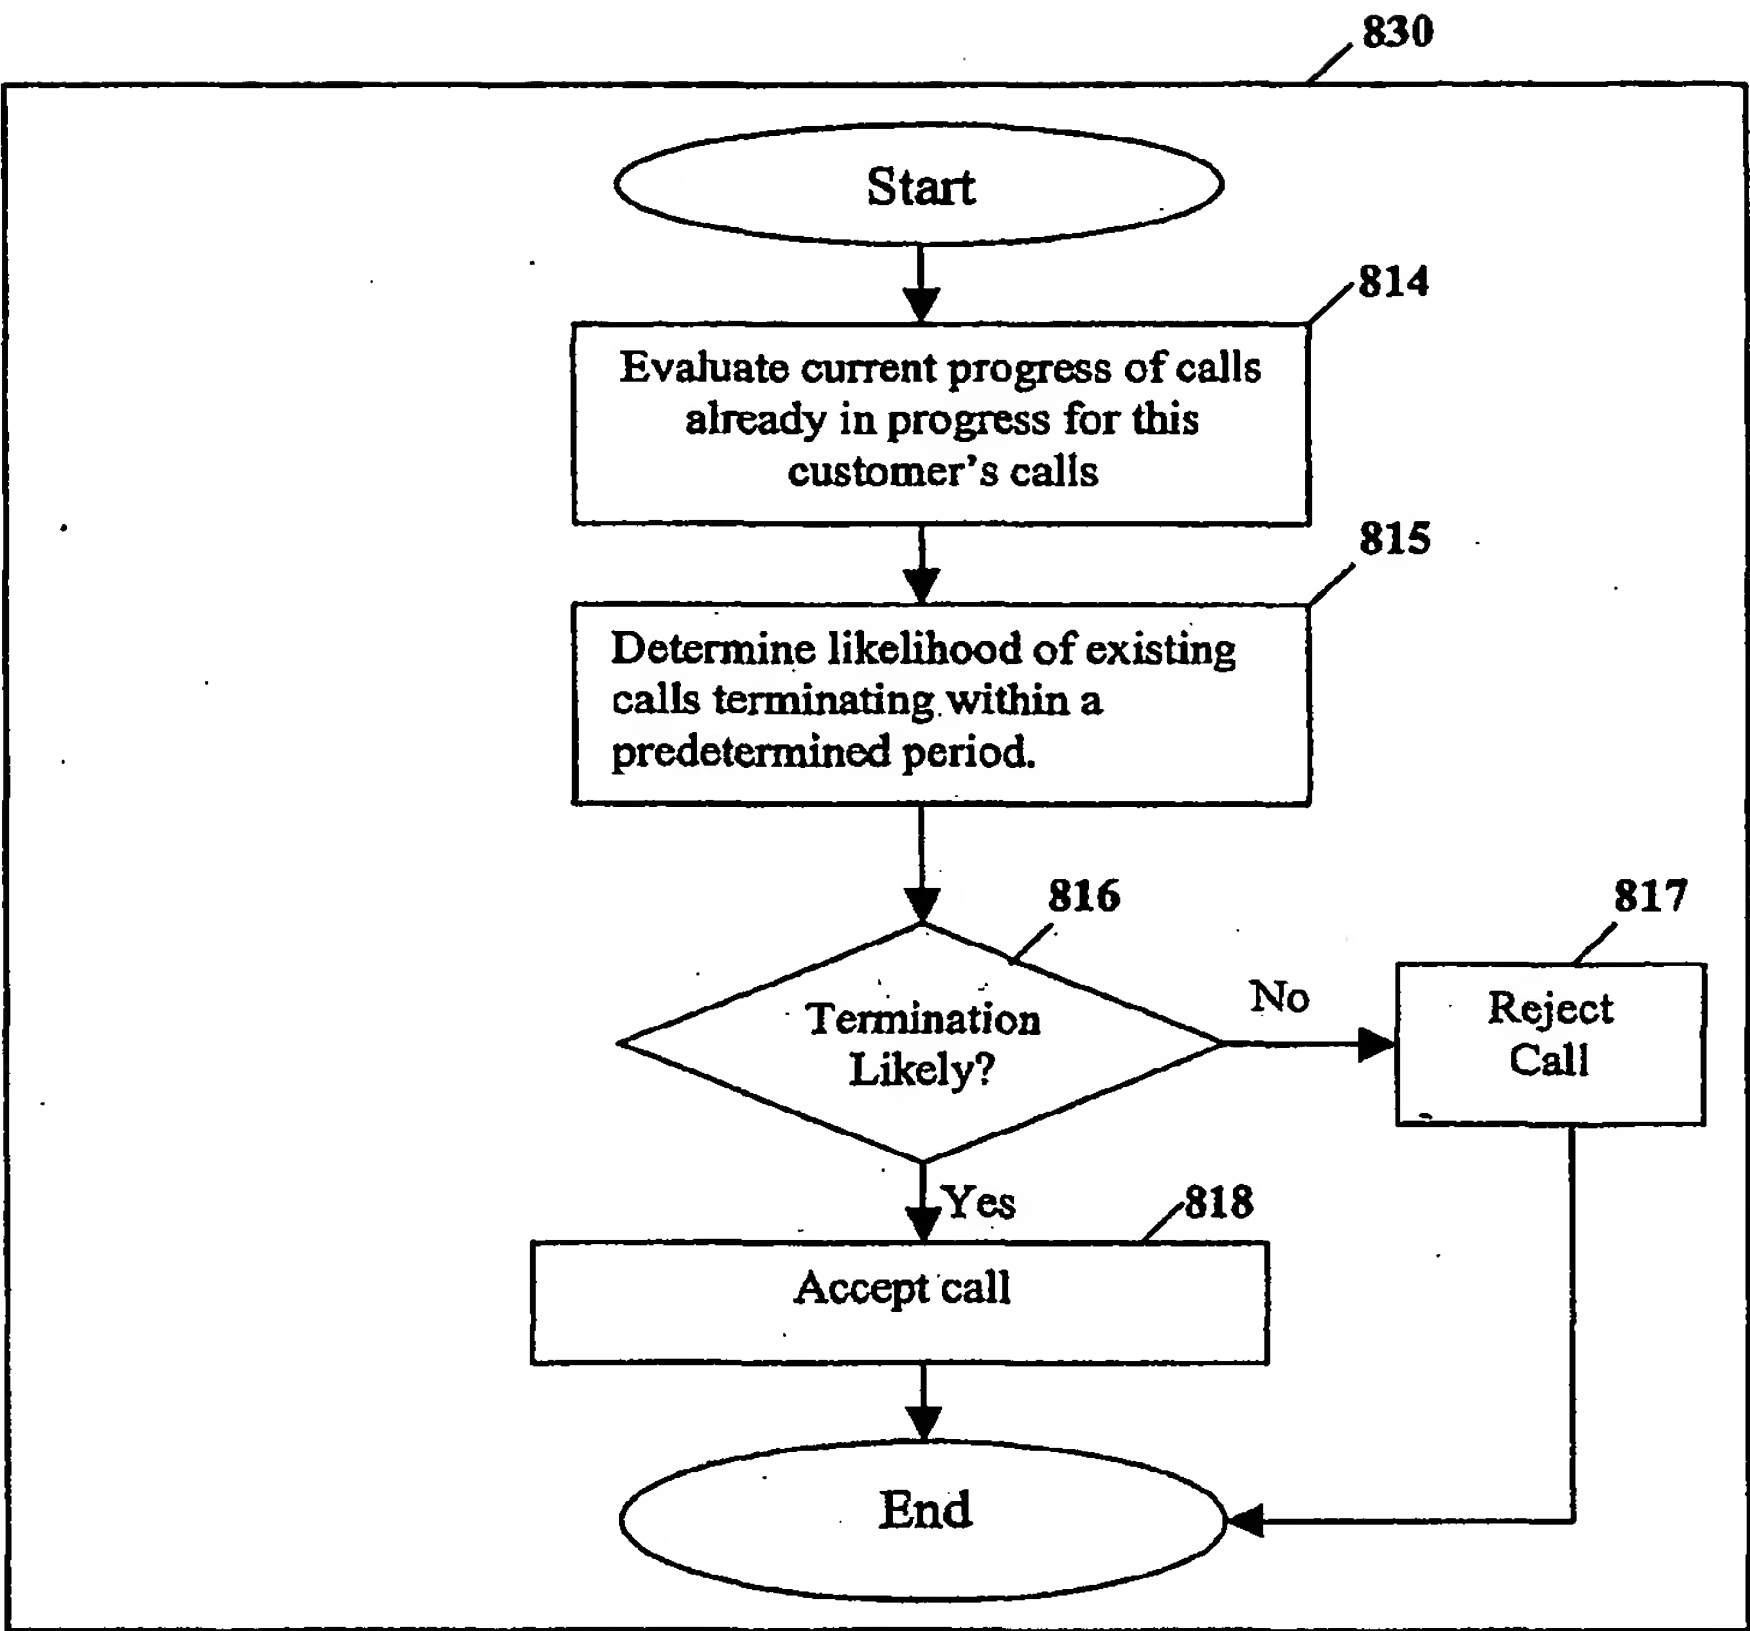 830
Start
814
Evaluate current progress of calls
already in progress for this
customer's calls
815
Determine likelihood of existing
calls terminating within a
predetermined period.
816
817
Termination
Likely?
No
Reject
Call
Yes
818
Accept call
End